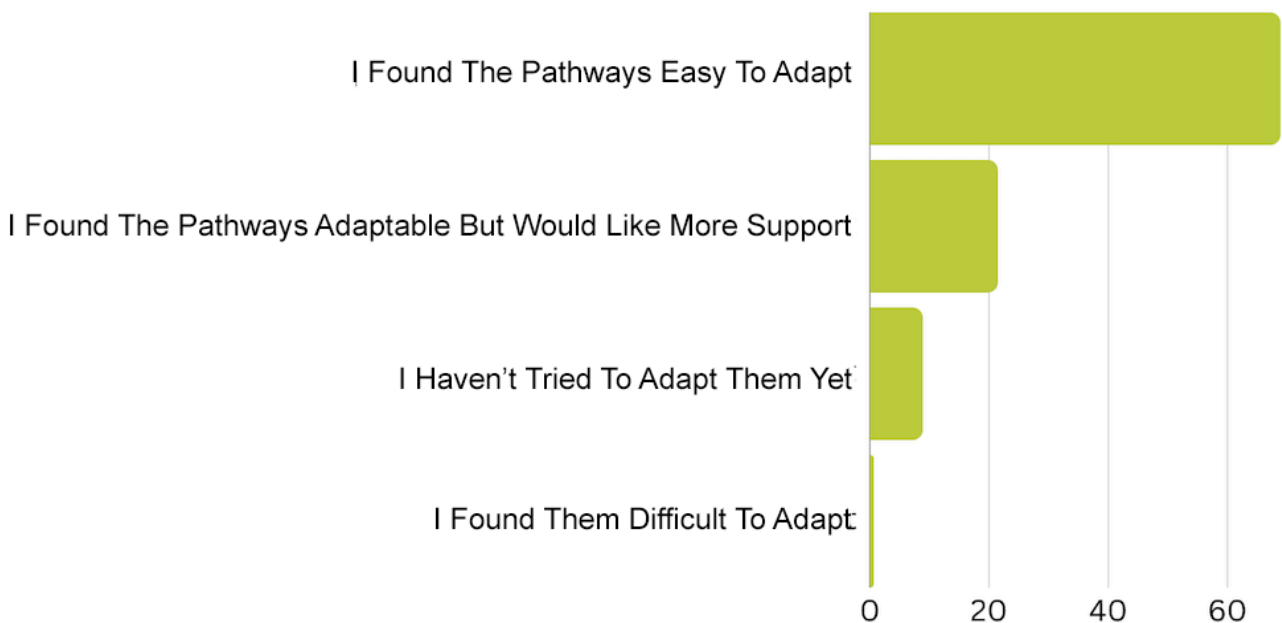 I Found The Pathways Easy To Adapt
I Found The Pathways Adaptable But Would Like More Support
I Haven’t Tried To Adapt Them Yet
I Found Them Difficult To Adapt
0 20 40 60